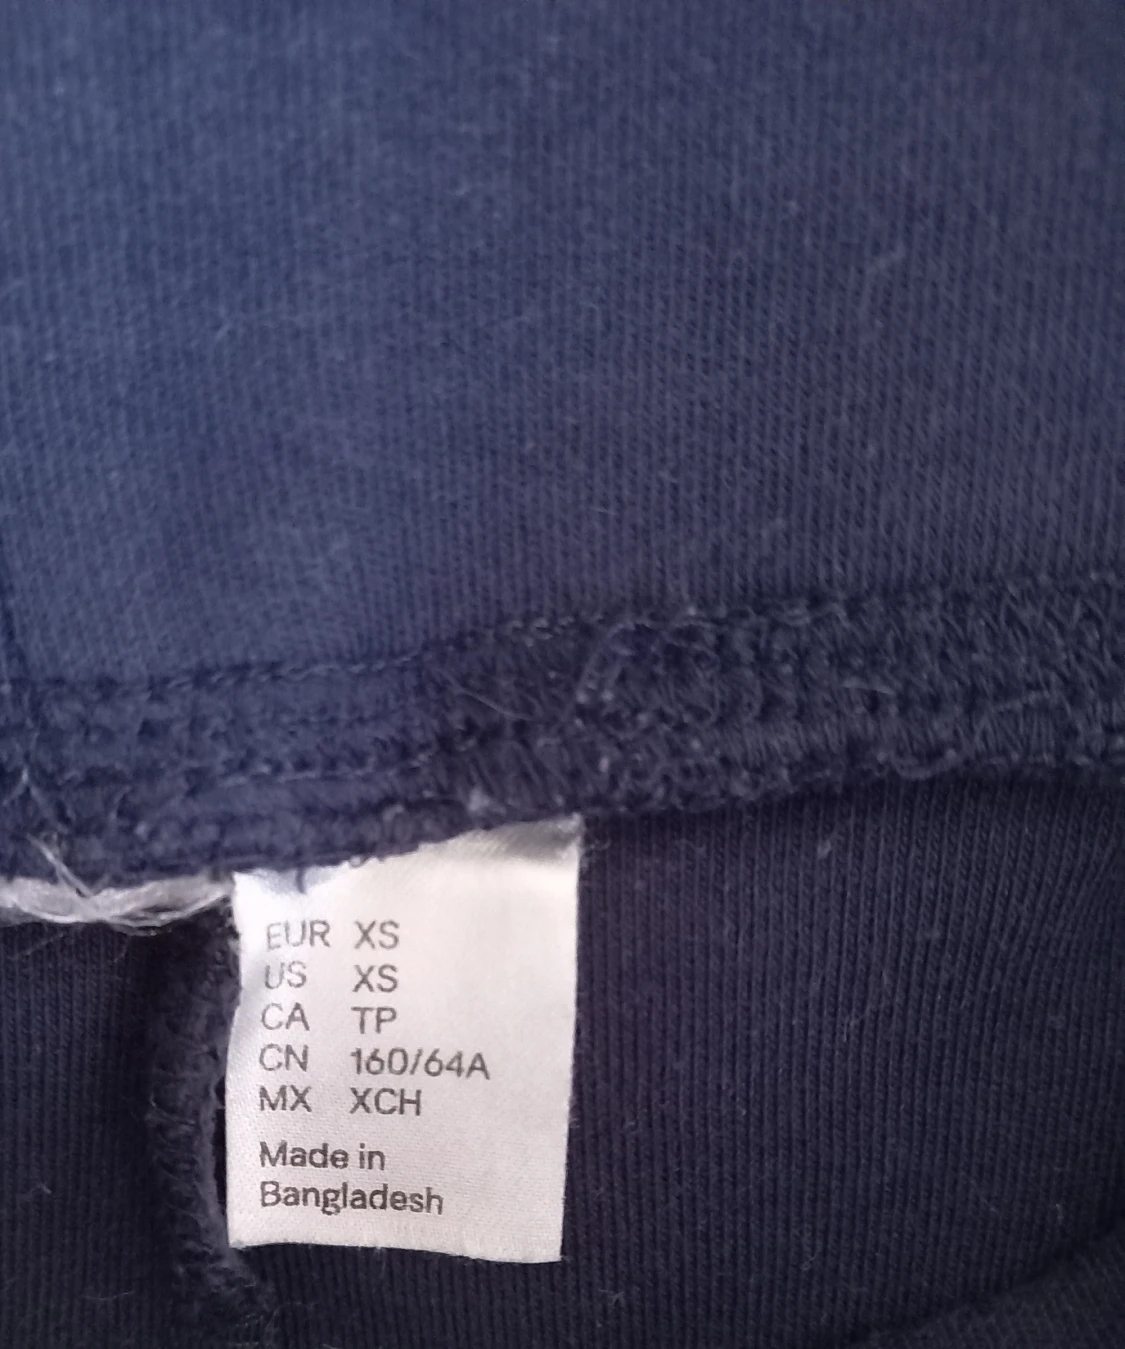 EUR XS
US XS
CA TP
CN 160/64A
MX XCH
Made in
Bangladesh